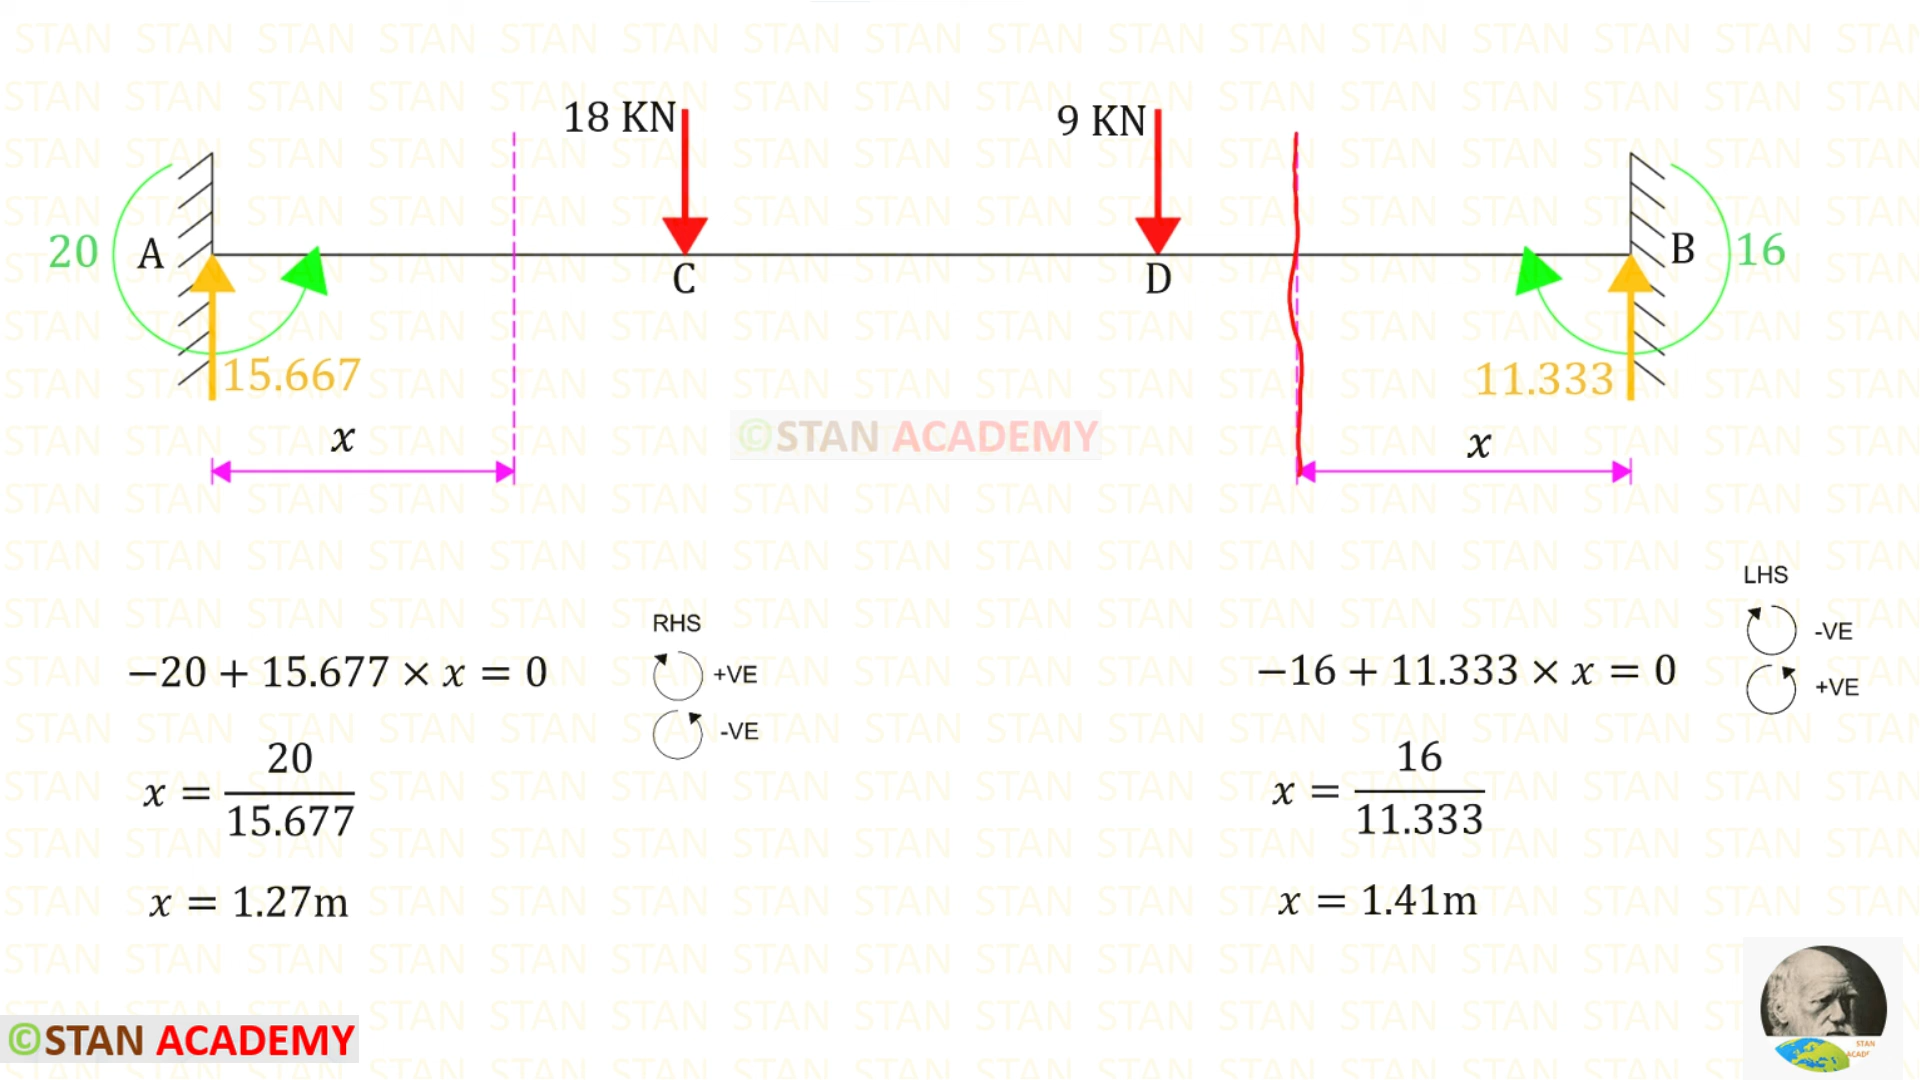 18 KN
9 KN
20
A
C
D
B
16
15.667
11.333
x
x
©STAN ACADEMY
−20 + 15.677 × x = 0
x = 20/15.677
x = 1.27m
RHS
+VE
-VE
−16 + 11.333 × x = 0
x = 16/11.333
x = 1.41m
LHS
-VE
+VE
©STAN ACADEMY
STAN
ACADE